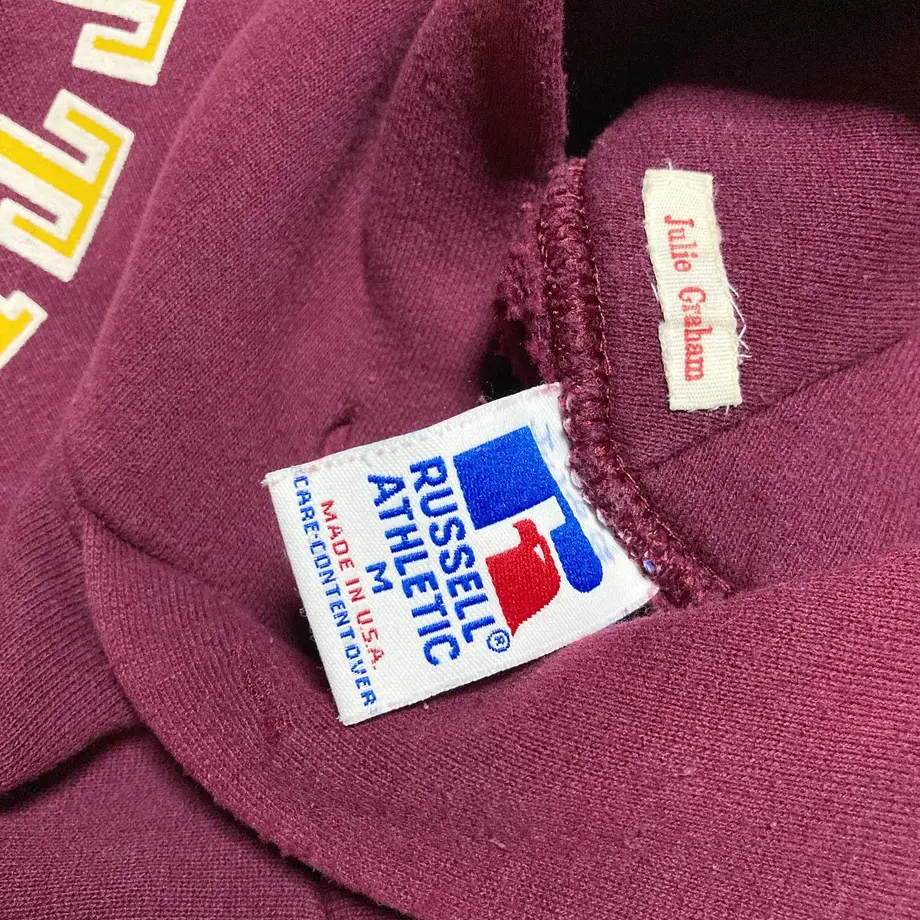 Julie Graham
RUSSELL®
ATHLETIC
M
MADE IN U.S.A.
CARE·CONTENT OVER